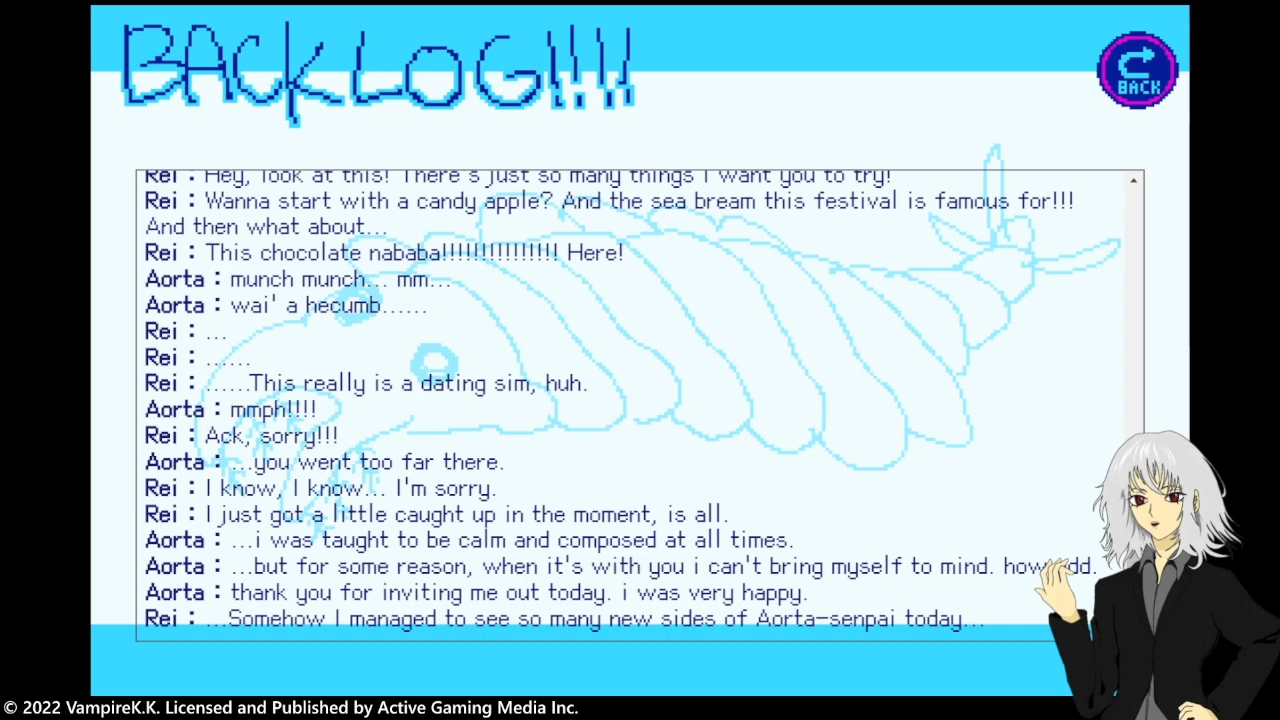 BACKLOG!!!!
BACK
Rei : Hey, look at this! There's just so many things I want you to try!
Rei : Wanna start with a candy apple? And the sea bream this festival is famous for!!!
And then what about...
Rei : This chocolate nababa!!!!!!!!!!!!!!! Here!
Aorta : munch munch... mm...
Aorta : wai' a hecumb......
Rei : ...
Rei : ......
Rei : ......This really is a dating sim, huh.
Aorta : mmph!!!!
Rei : Ack, sorry!!!
Aorta : ...you went too far there.
Rei : I know, I know... I'm sorry.
Rei : I just got a little caught up in the moment, is all.
Aorta : ...i was taught to be calm and composed at all times.
Aorta : ...but for some reason, when it's with you i can't bring myself to mind.
Aorta : thank you for inviting me out today. i was very happy.
Rei : ...Somehow I managed to see so many new sides of Aorta-senpai today...
© 2022 VampireK.K. Licensed and Published by Active Gaming Media Inc.